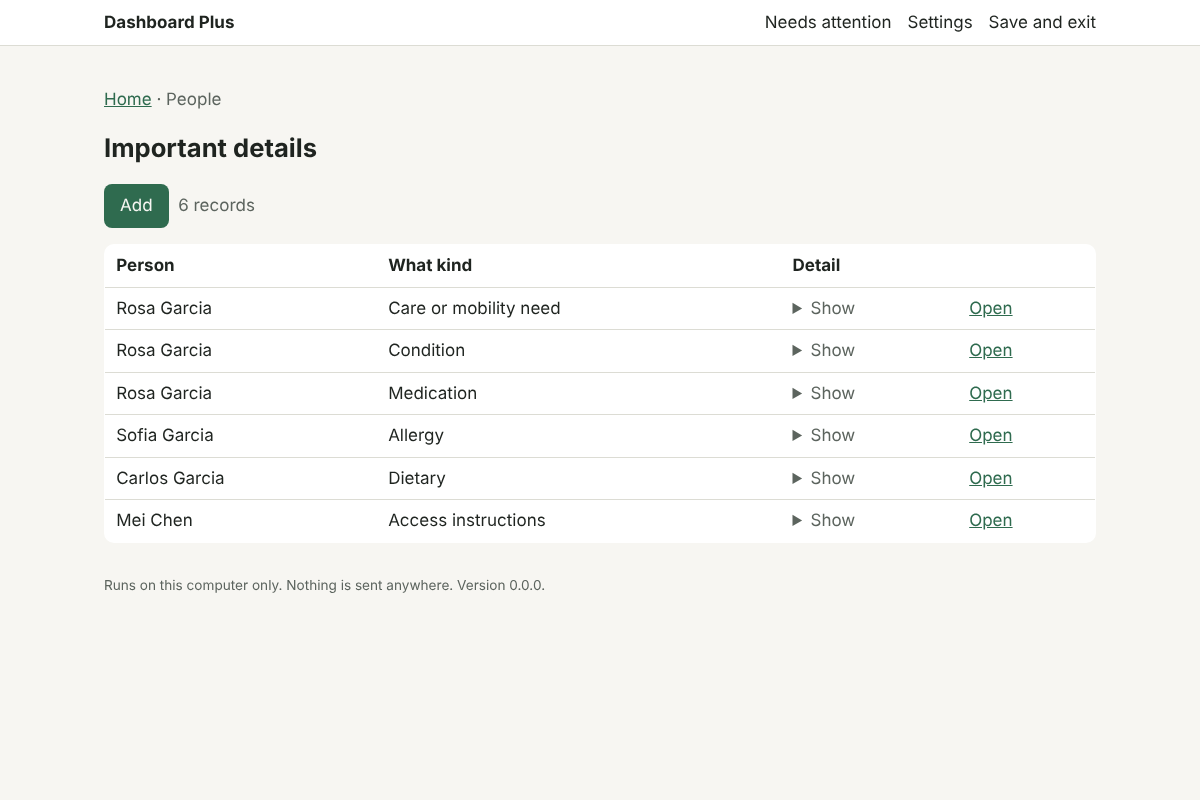 Dashboard Plus Needs attention Settings Save and exit
Home · People
Important details
Add 6 records
Person What kind Detail
Rosa Garcia Care or mobility need ▶ Show Open
Rosa Garcia Condition ▶ Show Open
Rosa Garcia Medication ▶ Show Open
Sofia Garcia Allergy ▶ Show Open
Carlos Garcia Dietary ▶ Show Open
Mei Chen Access instructions ▶ Show Open
Runs on this computer only. Nothing is sent anywhere. Version 0.0.0.